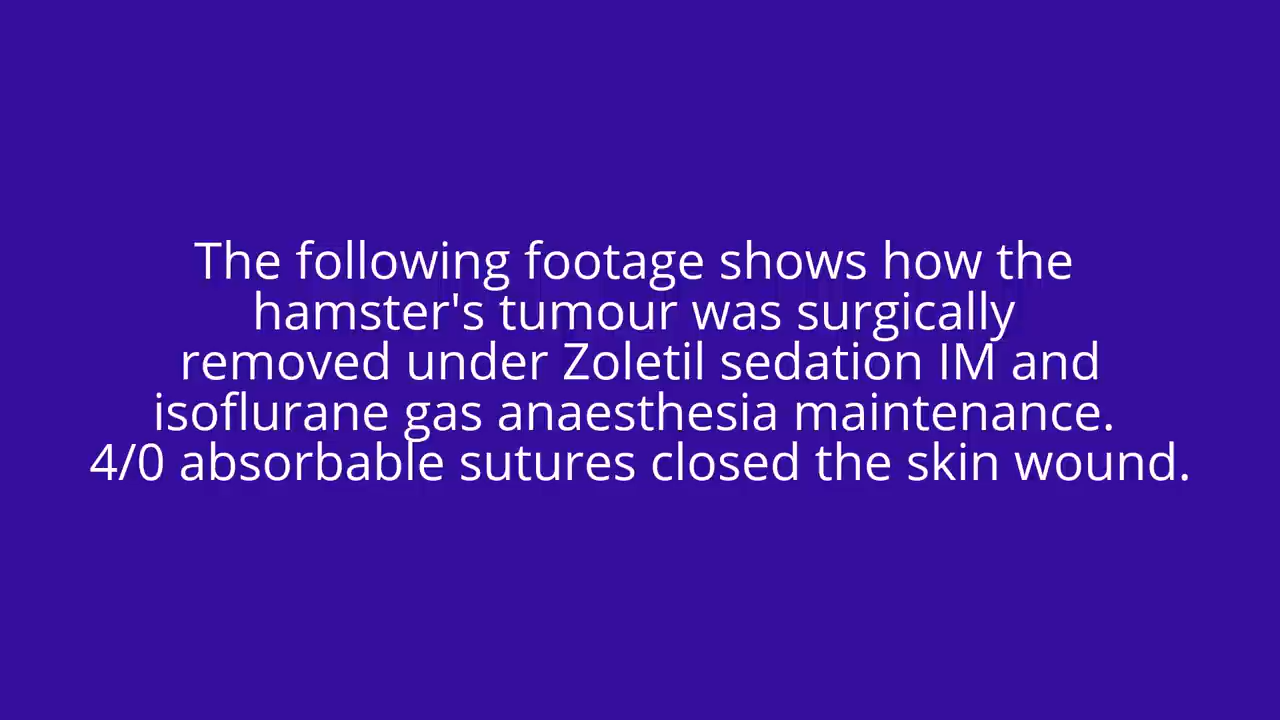 The following footage shows how the
hamster's tumour was surgically
removed under Zoletil sedation IM and
isoflurane gas anaesthesia maintenance.
4/0 absorbable sutures closed the skin wound.